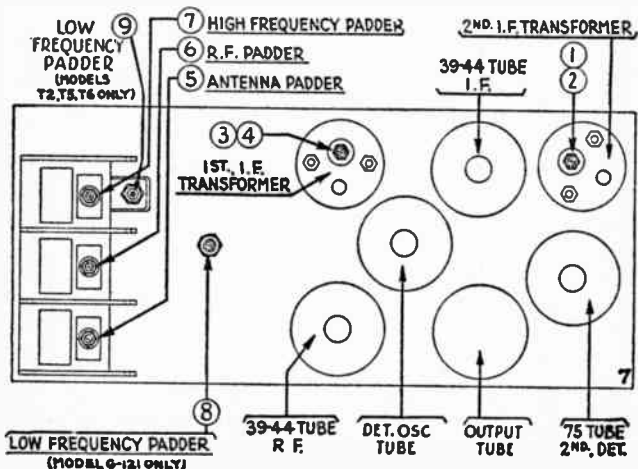 LOW
FREQUENCY
PADDER
(MODELS
T2,T5,T6 ONLY)
9
7 HIGH FREQUENCY PADDER
6 R.F. PADDER
5 ANTENNA PADDER
2ND. I.F. TRANSFORMER
39-44 TUBE
I.F.
1
2
3 4
1ST., I.F.
TRANSFORMER
7
8
LOW FREQUENCY PADDER
(MODEL G-121 ONLY)
39-44 TUBE
R F.
DET. OSC
TUBE
OUTPUT
TUBE
75 TUBE
2ND. DET.